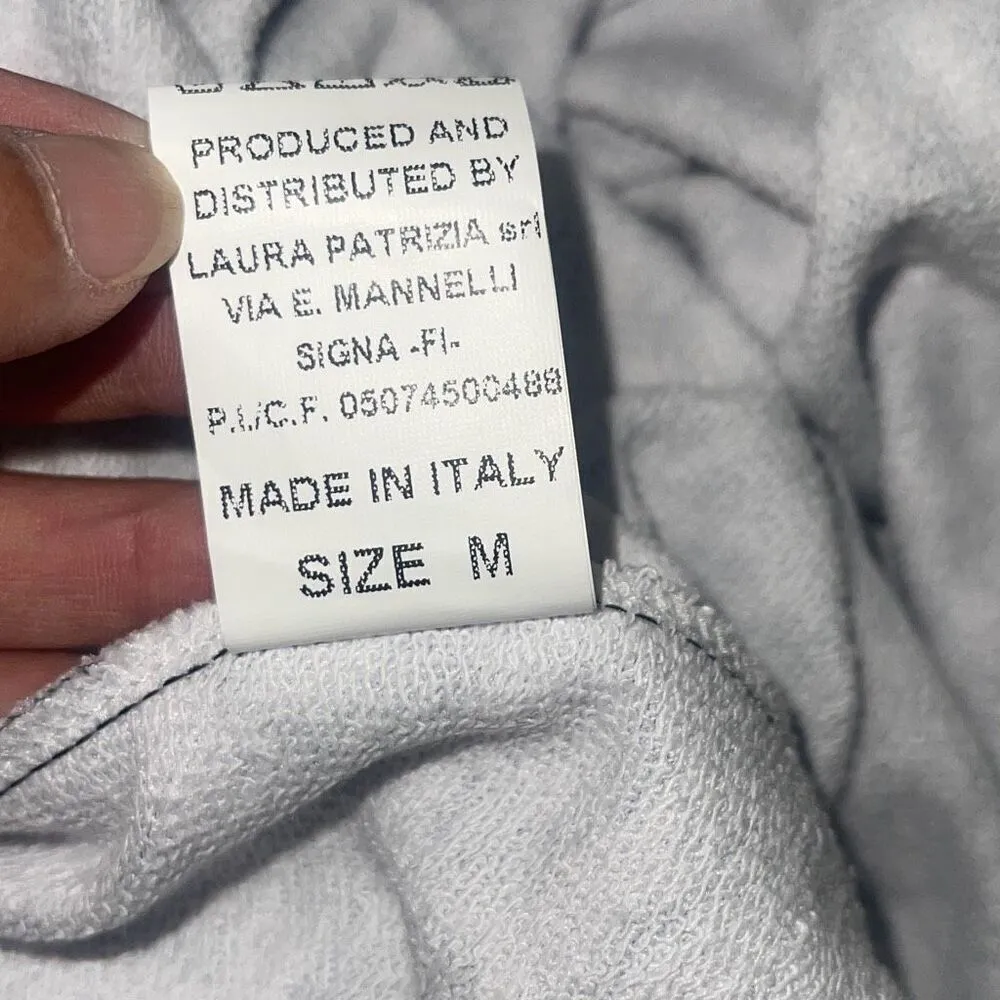 PRODUCED AND
DISTRIBUTED BY
LAURA PATRIZIA srl
VIA E. MANNELLI
SIGNA -FI-
P.I./C.F. 05074500488
MADE IN ITALY
SIZE M